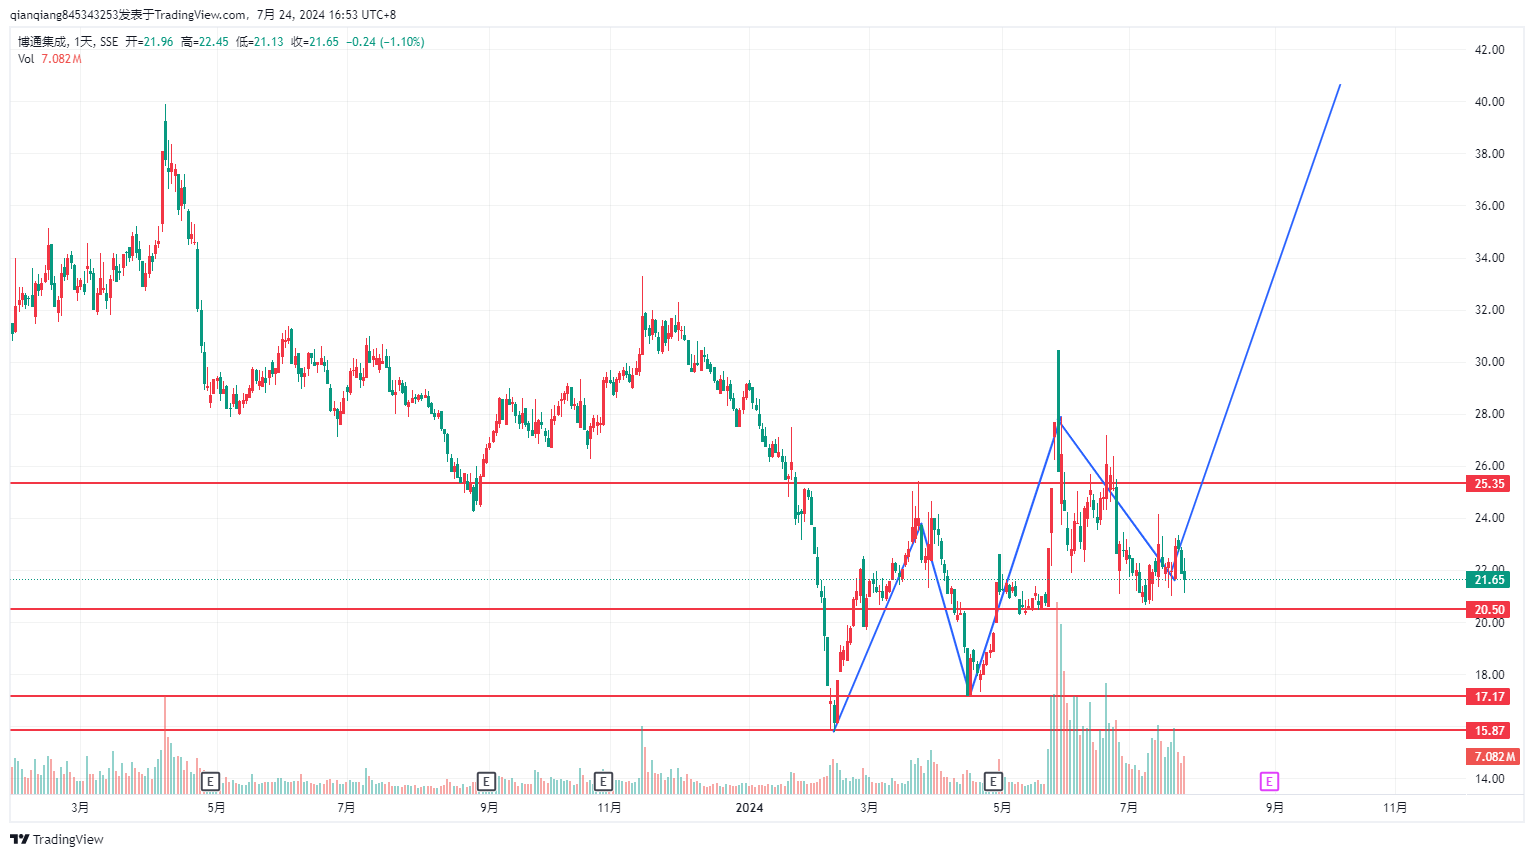 qianqiang845343253发表于TradingView.com, 7月 24, 2024 16:53 UTC+8
博通集成, 1天, SSE 开=21.96 高=22.45 低=21.13 收=21.65 −0.24 (−1.10%)
Vol 7.082M
42.00
40.00
38.00
36.00
34.00
32.00
30.00
28.00
26.00
25.35
24.00
22.00
21.65
20.50
20.00
18.00
17.17
15.87
7.082M
14.00
E E E E E
3月 5月 7月 9月 11月 2024 3月 5月 7月 9月 11月
TradingView